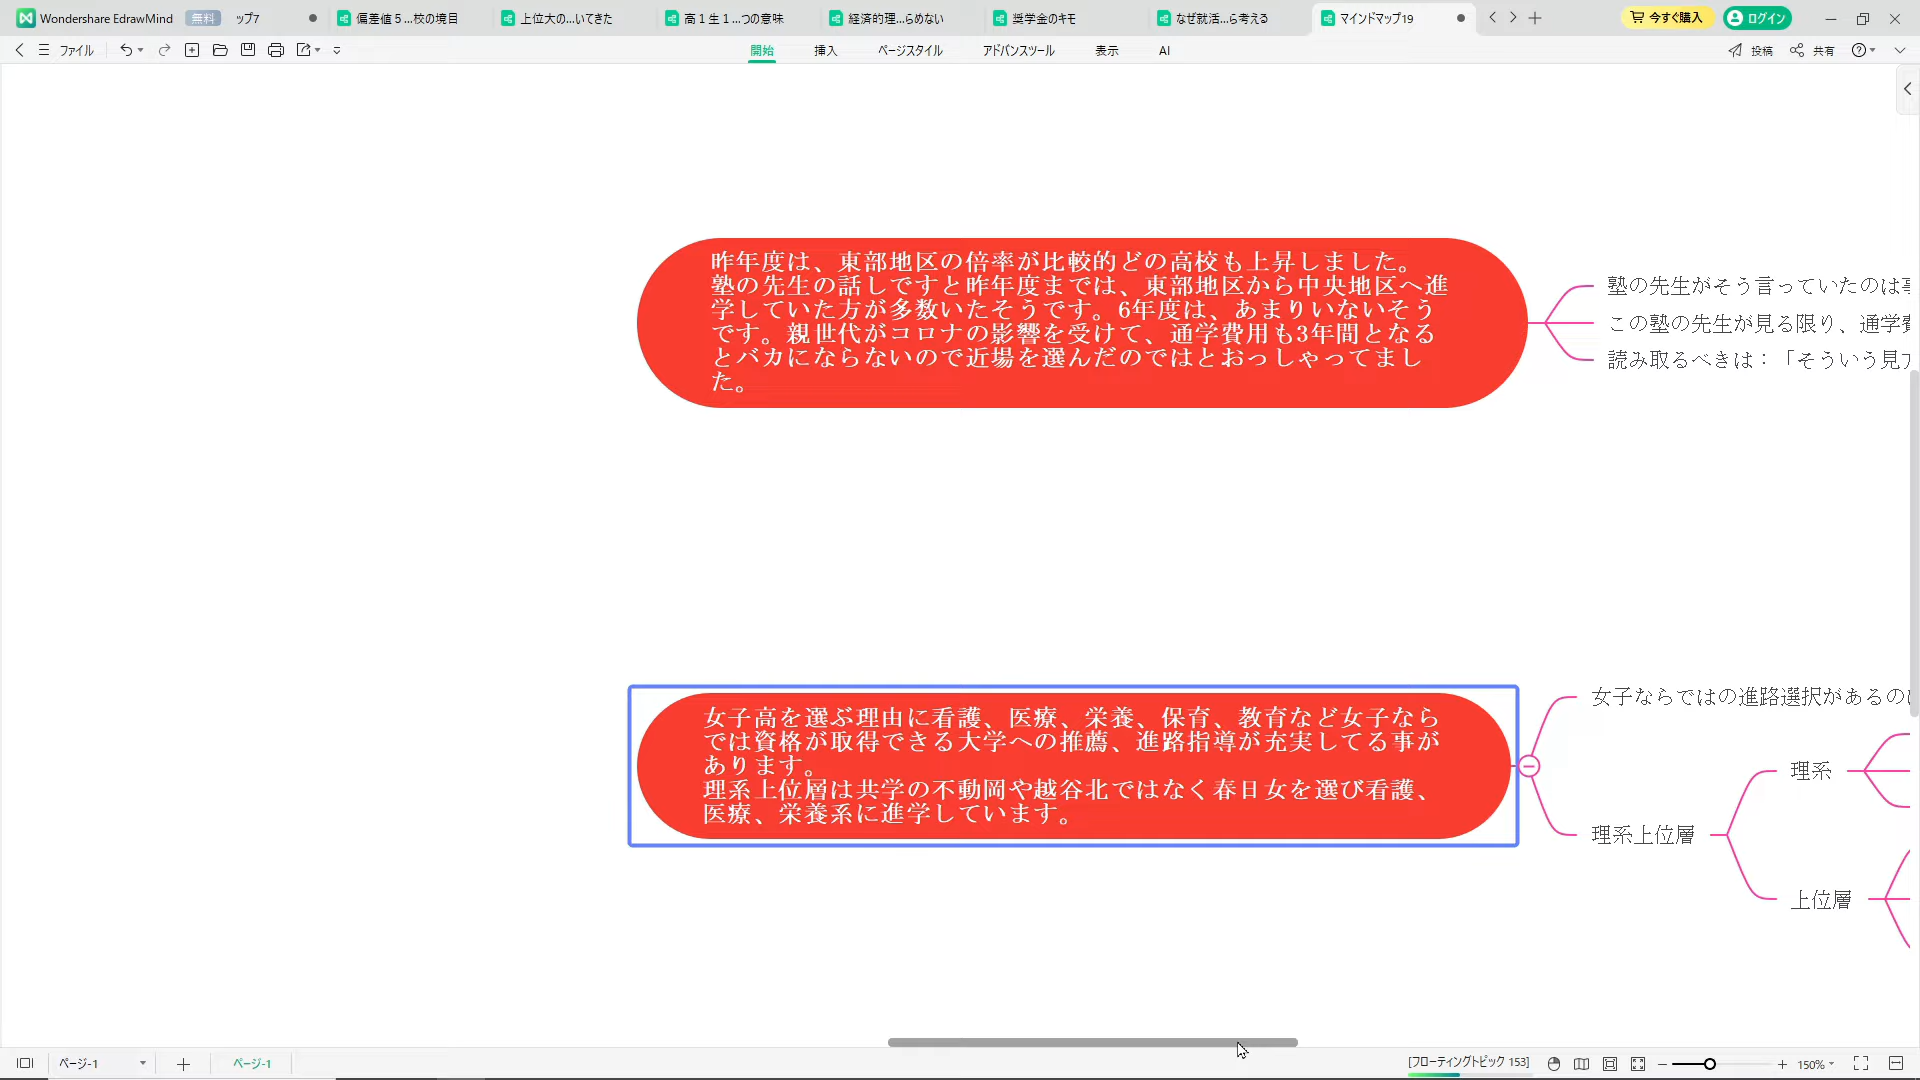 Wondershare EdrawMind 無料 ップ7 偏差値５...校の境目 上位大の...いてきた 高１生１...つの意味 経済的理...らめない 奨学金のキモ なぜ就活...ら考える マインドマップ19 今すぐ購入 ログイン
ファイル 開始 挿入 ページスタイル アドバンスツール 表示 AI 投稿 共有
昨年度は、東部地区の倍率が比較的どの高校も上昇しました。
塾の先生の話しですと昨年度までは、東部地区から中央地区へ進
学していた方が多数いたそうです。6年度は、あまりいないそう
です。親世代がコロナの影響を受けて、通学費用も3年間となる
とバカにならないので近場を選んだのではとおっしゃってまし
た。
塾の先生がそう言っていたのは
この塾の先生が見る限り、通学
読み取るべきは：「そういう見
女子高を選ぶ理由に看護、医療、栄養、保育、教育など女子なら
では資格が取得できる大学への推薦、進路指導が充実してる事が
あります。
理系上位層は共学の不動岡や越谷北ではなく春日女を選び看護、
医療、栄養系に進学しています。
女子ならではの進路選択があるの
理系
理系上位層
上位層
ページ-1 ページ-1 [フローティングトピック 153] 150%